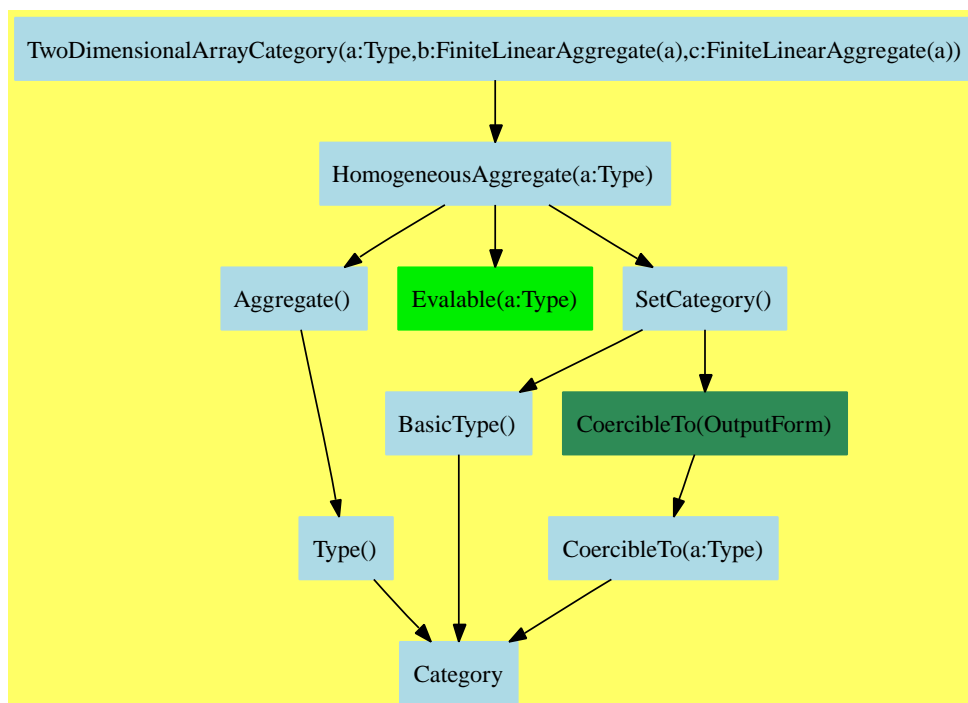 TwoDimensionalArrayCategory(a:Type,b:FiniteLinearAggregate(a),c:FiniteLinearAggregate(a))
HomogeneousAggregate(a:Type)
Aggregate()
Evalable(a:Type)
SetCategory()
BasicType()
CoercibleTo(OutputForm)
Type()
CoercibleTo(a:Type)
Category